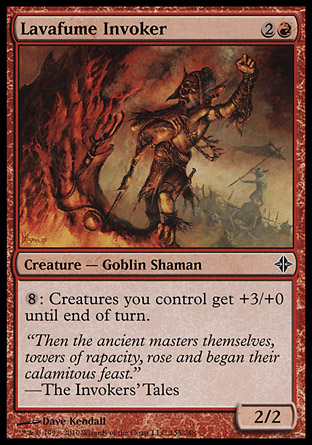 Lavafume Invoker 2
Creature — Goblin Shaman
8: Creatures you control get +3/+0
until end of turn.
“Then the ancient masters themselves,
towers of rapacity, rose and began their
calamitous feast.”
—The Invokers’ Tales
Dave Kendall
2/2